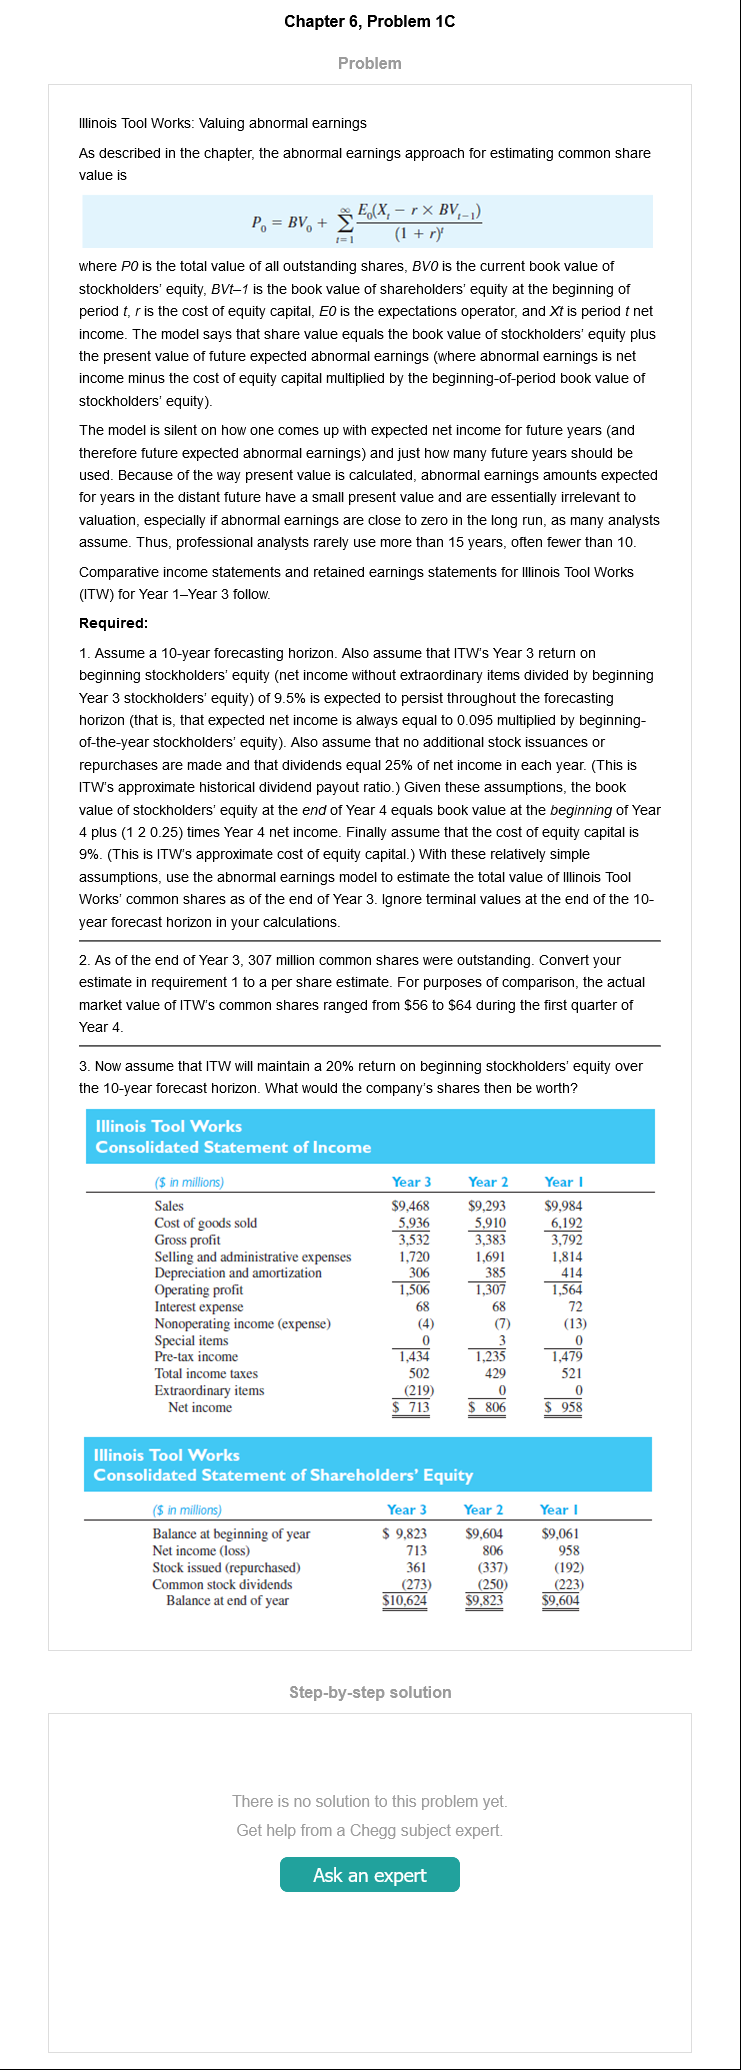 Chapter 6, Problem 1C
Problem
Illinois Tool Works: Valuing abnormal earnings
As described in the chapter, the abnormal earnings approach for estimating common share
value is
P₀ = BV₀ + ∑_{t=1}^{∞} E₀(X_t − r × BV_{t−1}) / (1 + r)^t
where P0 is the total value of all outstanding shares, BV0 is the current book value of
stockholders' equity, BVt–1 is the book value of shareholders' equity at the beginning of
period t, r is the cost of equity capital, E0 is the expectations operator, and Xt is period t net
income. The model says that share value equals the book value of stockholders' equity plus
the present value of future expected abnormal earnings (where abnormal earnings is net
income minus the cost of equity capital multiplied by the beginning-of-period book value of
stockholders' equity).
The model is silent on how one comes up with expected net income for future years (and
therefore future expected abnormal earnings) and just how many future years should be
used. Because of the way present value is calculated, abnormal earnings amounts expected
for years in the distant future have a small present value and are essentially irrelevant to
valuation, especially if abnormal earnings are close to zero in the long run, as many analysts
assume. Thus, professional analysts rarely use more than 15 years, often fewer than 10.
Comparative income statements and retained earnings statements for Illinois Tool Works
(ITW) for Year 1–Year 3 follow.
Required:
1. Assume a 10-year forecasting horizon. Also assume that ITW's Year 3 return on
beginning stockholders' equity (net income without extraordinary items divided by beginning
Year 3 stockholders' equity) of 9.5% is expected to persist throughout the forecasting
horizon (that is, that expected net income is always equal to 0.095 multiplied by beginning-
of-the-year stockholders' equity). Also assume that no additional stock issuances or
repurchases are made and that dividends equal 25% of net income in each year. (This is
ITW's approximate historical dividend payout ratio.) Given these assumptions, the book
value of stockholders' equity at the end of Year 4 equals book value at the beginning of Year
4 plus (1 2 0.25) times Year 4 net income. Finally assume that the cost of equity capital is
9%. (This is ITW's approximate cost of equity capital.) With these relatively simple
assumptions, use the abnormal earnings model to estimate the total value of Illinois Tool
Works' common shares as of the end of Year 3. Ignore terminal values at the end of the 10-
year forecast horizon in your calculations.
2. As of the end of Year 3, 307 million common shares were outstanding. Convert your
estimate in requirement 1 to a per share estimate. For purposes of comparison, the actual
market value of ITW's common shares ranged from $56 to $64 during the first quarter of
Year 4.
3. Now assume that ITW will maintain a 20% return on beginning stockholders' equity over
the 10-year forecast horizon. What would the company's shares then be worth?
Illinois Tool Works
Consolidated Statement of Income
($ in millions) Year 3 Year 2 Year 1
Sales $9,468 $9,293 $9,984
Cost of goods sold 5,936 5,910 6,192
Gross profit 3,532 3,383 3,792
Selling and administrative expenses 1,720 1,691 1,814
Depreciation and amortization 306 385 414
Operating profit 1,506 1,307 1,564
Interest expense 68 68 72
Nonoperating income (expense) (4) (7) (13)
Special items 0 3 0
Pre-tax income 1,434 1,235 1,479
Total income taxes 502 429 521
Extraordinary items (219) 0 0
Net income $ 713 $ 806 $ 958
Illinois Tool Works
Consolidated Statement of Shareholders' Equity
($ in millions) Year 3 Year 2 Year 1
Balance at beginning of year $ 9,823 $9,604 $9,061
Net income (loss) 713 806 958
Stock issued (repurchased) 361 (337) (192)
Common stock dividends (273) (250) (223)
Balance at end of year $10,624 $9,823 $9,604
Step-by-step solution
There is no solution to this problem yet.
Get help from a Chegg subject expert.
Ask an expert